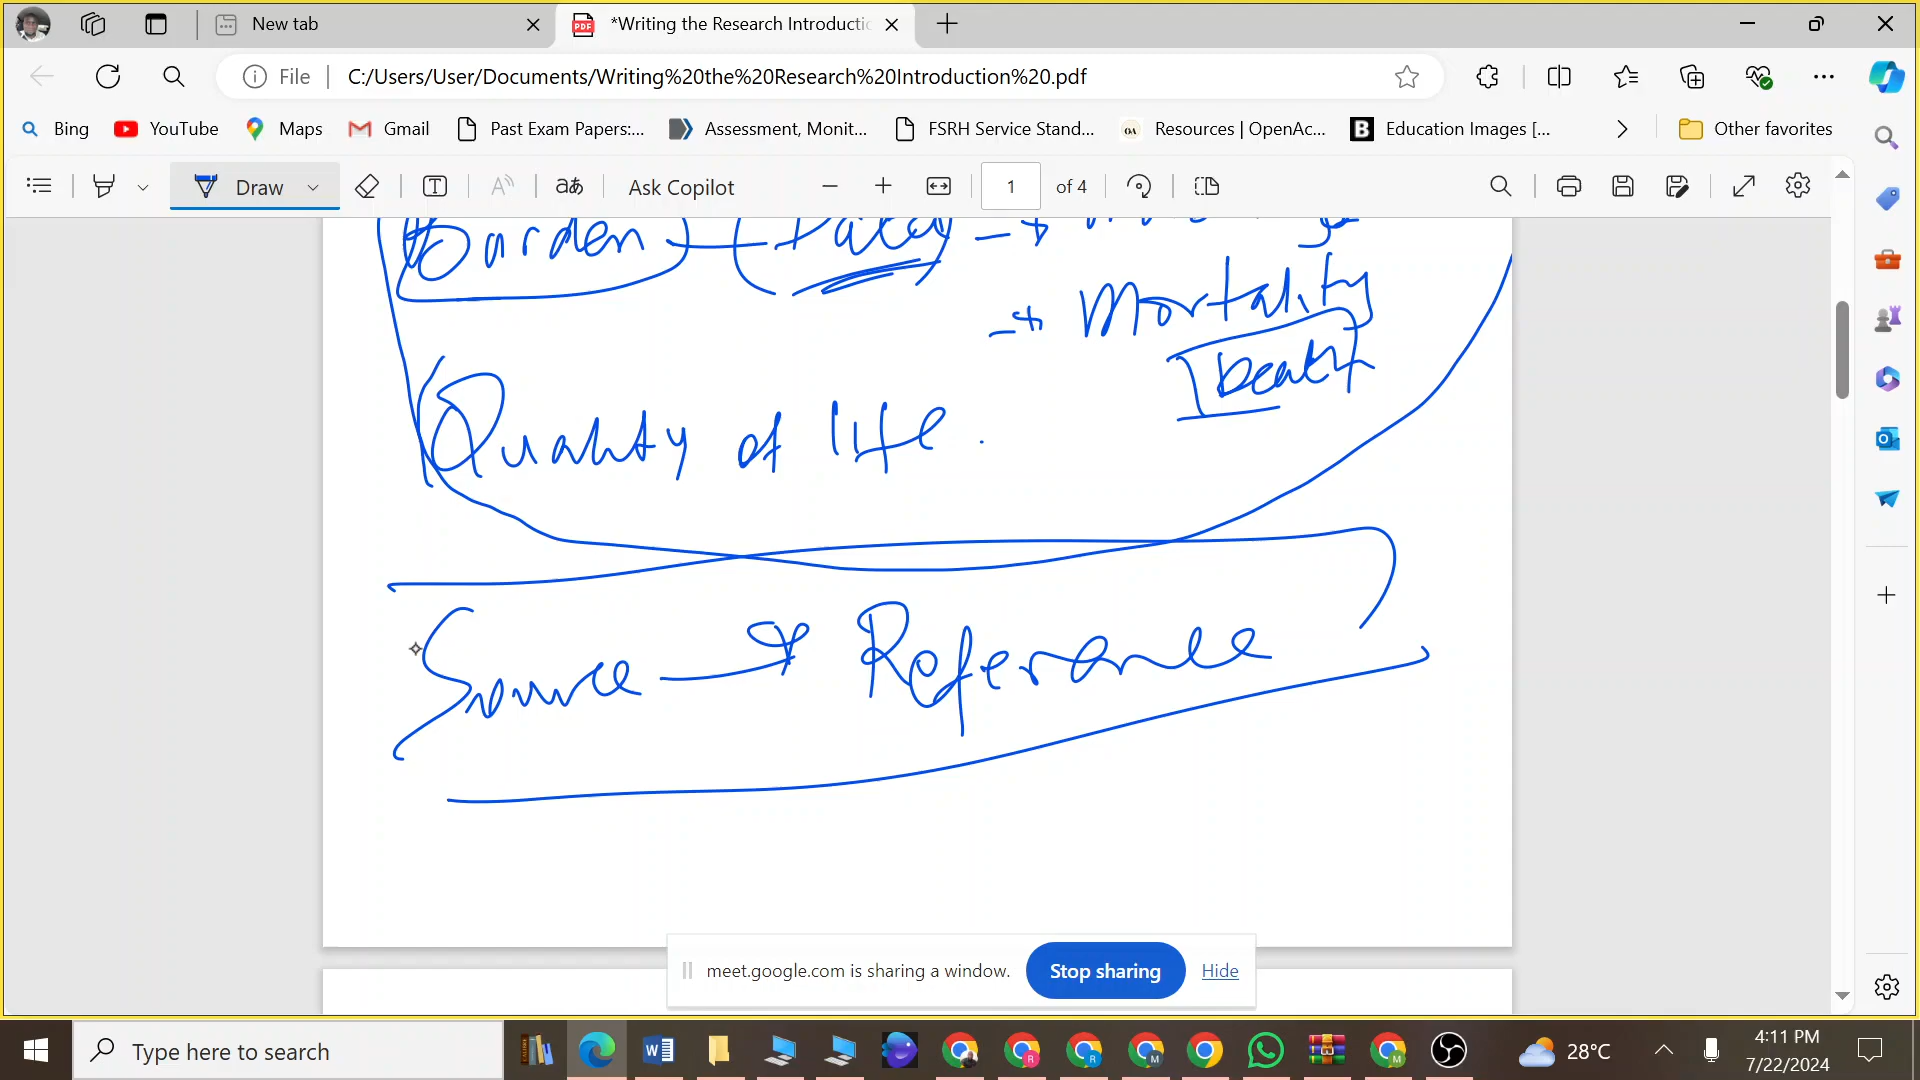 New tab
*Writing the Research Introductic
File
C:/Users/User/Documents/Writing%20the%20Research%20Introduction%20.pdf
Bing
YouTube
Maps
Gmail
Past Exam Papers:...
Assessment, Monit...
FSRH Service Stand...
Resources | OpenAc...
Education Images [...
Other favorites
Draw
Ask Copilot
1 of 4
Burden
Data
Mortality
Death
Quality of life.
Source → Reference
meet.google.com is sharing a window.
Stop sharing
Hide
Type here to search
28°C
4:11 PM
7/22/2024